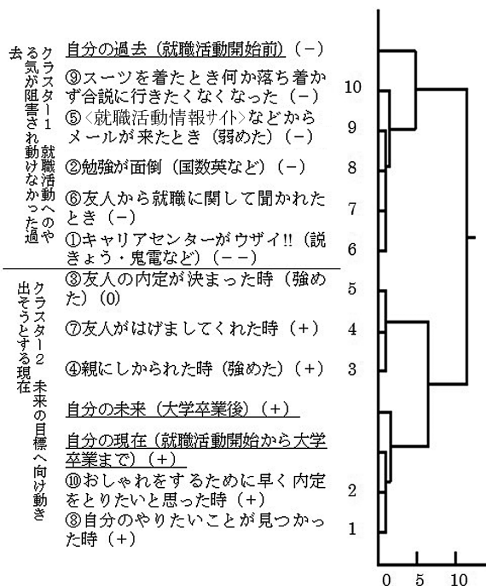 クラスター1 就職活動へのや
る気が阻害され動けなかった過
去
自分の過去（就職活動開始前）（－）
⑨スーツを着たとき何か落ち着か
ず合説に行きたくなくなった（－）
⑤〈就職活動情報サイト〉などから
メールが来たとき（弱めた）（－）
②勉強が面倒（国数英など）（－）
⑥友人から就職に関して聞かれた
とき（－）
①キャリアセンターがウザイ!!（説
きょう・鬼電など）（－－）
クラスター2 未来の目標へ向け動き
出そうとする現在
③友人の内定が決まった時（強め
た）（0）
⑦友人がはげましてくれた時（＋）
④親にしかられた時（強めた）（＋）
自分の未来（大学卒業後）（＋）
自分の現在（就職活動開始から大学
卒業まで）（＋）
⑩おしゃれをするために早く内定
をとりたいと思った時（＋）
⑧自分のやりたいことが見つかっ
た時（＋）
10
9
8
7
6
5
4
3
2
1
0 5 10